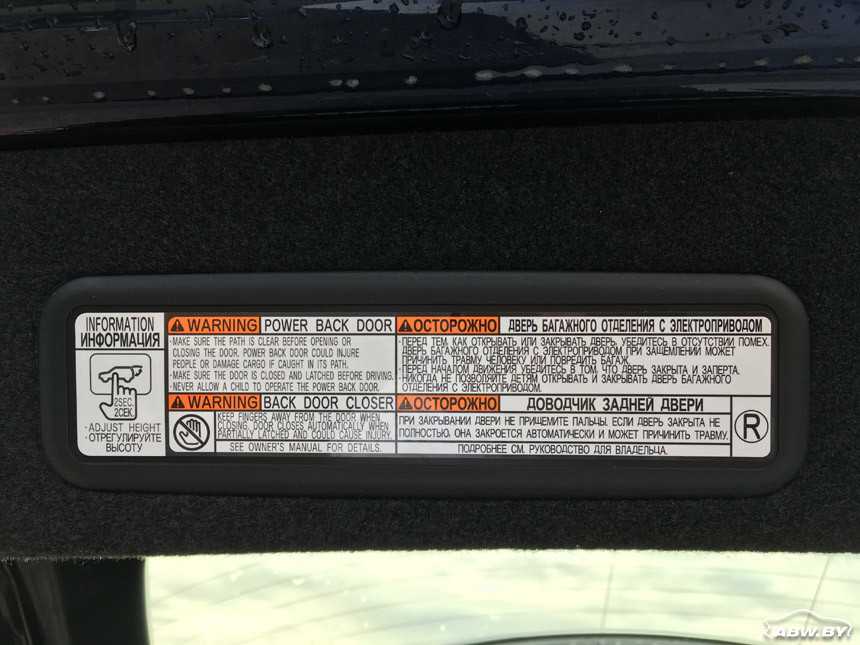 INFORMATION
ИНФОРМАЦИЯ
2SEC.
2СЕК.
·ADJUST HEIGHT
·ОТРЕГУЛИРУЙТЕ
ВЫСОТУ
WARNING POWER BACK DOOR
·MAKE SURE THE PATH IS CLEAR BEFORE OPENING OR
CLOSING THE DOOR. POWER BACK DOOR COULD INJURE
PEOPLE OR DAMAGE CARGO IF CAUGHT IN ITS PATH.
·MAKE SURE THE DOOR IS CLOSED AND LATCHED BEFORE DRIVING.
·NEVER ALLOW A CHILD TO OPERATE THE POWER BACK DOOR.
WARNING BACK DOOR CLOSER
KEEP FINGERS AWAY FROM THE DOOR WHEN
CLOSING, DOOR CLOSES AUTOMATICALLY WHEN
PARTIALLY LATCHED AND COULD CAUSE INJURY.
SEE OWNER'S MANUAL FOR DETAILS.
ОСТОРОЖНО ДВЕРЬ БАГАЖНОГО ОТДЕЛЕНИЯ С ЭЛЕКТРОПРИВОДОМ
·ПЕРЕД ТЕМ, КАК ОТКРЫВАТЬ ИЛИ ЗАКРЫВАТЬ ДВЕРЬ, УБЕДИТЕСЬ В ОТСУТСТВИИ ПОМЕХ.
ДВЕРЬ БАГАЖНОГО ОТДЕЛЕНИЯ С ЭЛЕКТРОПРИВОДОМ ПРИ ЗАЩЕМЛЕНИИ МОЖЕТ
ПРИЧИНИТЬ ТРАВМУ ЧЕЛОВЕКУ ИЛИ ПОВРЕДИТЬ БАГАЖ.
·ПЕРЕД НАЧАЛОМ ДВИЖЕНИЯ УБЕДИТЕСЬ В ТОМ, ЧТО ДВЕРЬ ЗАКРЫТА И ЗАПЕРТА.
·НИКОГДА НЕ ПОЗВОЛЯЙТЕ ДЕТЯМ ОТКРЫВАТЬ И ЗАКРЫВАТЬ ДВЕРЬ БАГАЖНОГО
ОТДЕЛЕНИЯ С ЭЛЕКТРОПРИВОДОМ.
ОСТОРОЖНО ДОВОДЧИК ЗАДНЕЙ ДВЕРИ
ПРИ ЗАКРЫВАНИИ ДВЕРИ НЕ ПРИЩЕМИТЕ ПАЛЬЦЫ. ЕСЛИ ДВЕРЬ ЗАКРЫТА НЕ
ПОЛНОСТЬЮ, ОНА ЗАКРОЕТСЯ АВТОМАТИЧЕСКИ И МОЖЕТ ПРИЧИНИТЬ ТРАВМУ.
ПОДРОБНЕЕ СМ. РУКОВОДСТВО ДЛЯ ВЛАДЕЛЬЦА.
R
ABW.BY